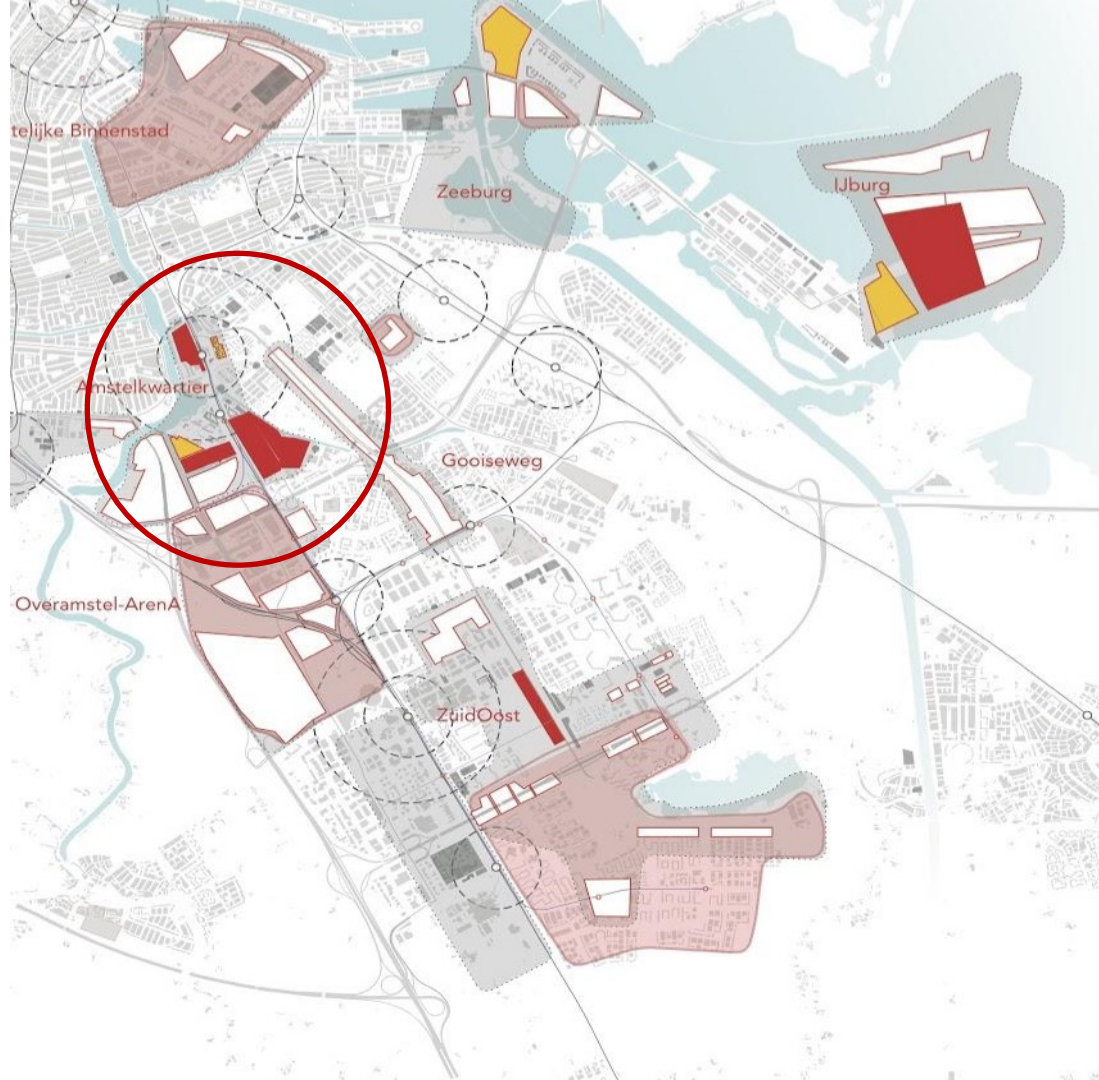 telijke Binnenstad
Zeeburg
IJburg
Amstelkwartier
Gooiseweg
Overamstel-ArenA
ZuidOost